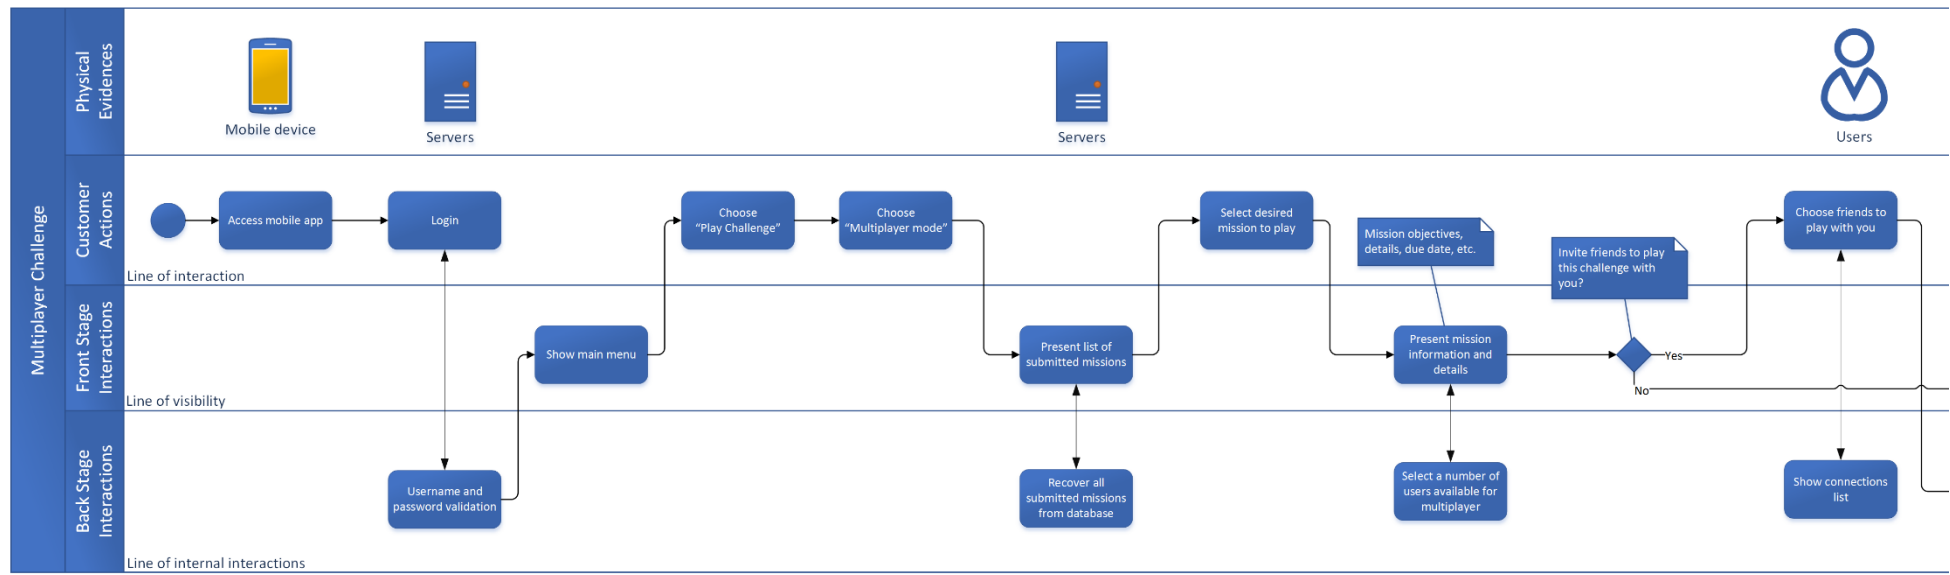 Multiplayer Challenge
Physical
Evidences
Mobile device
Servers
Servers
Users
Customer
Actions
Access mobile app
Login
Choose
“Play Challenge”
Choose
“Multiplayer mode”
Select desired
mission to play
Mission objectives,
details, due date, etc.
Invite friends to play
this challenge with
you?
Choose friends to
play with you
Line of interaction
Front Stage
Interactions
Show main menu
Present list of
submitted missions
Present mission
information and
details
Yes
No
Line of visibility
Back Stage
Interactions
Username and
password validation
Recover all
submitted missions
from database
Select a number of
users available for
multiplayer
Show connections
list
Line of internal interactions